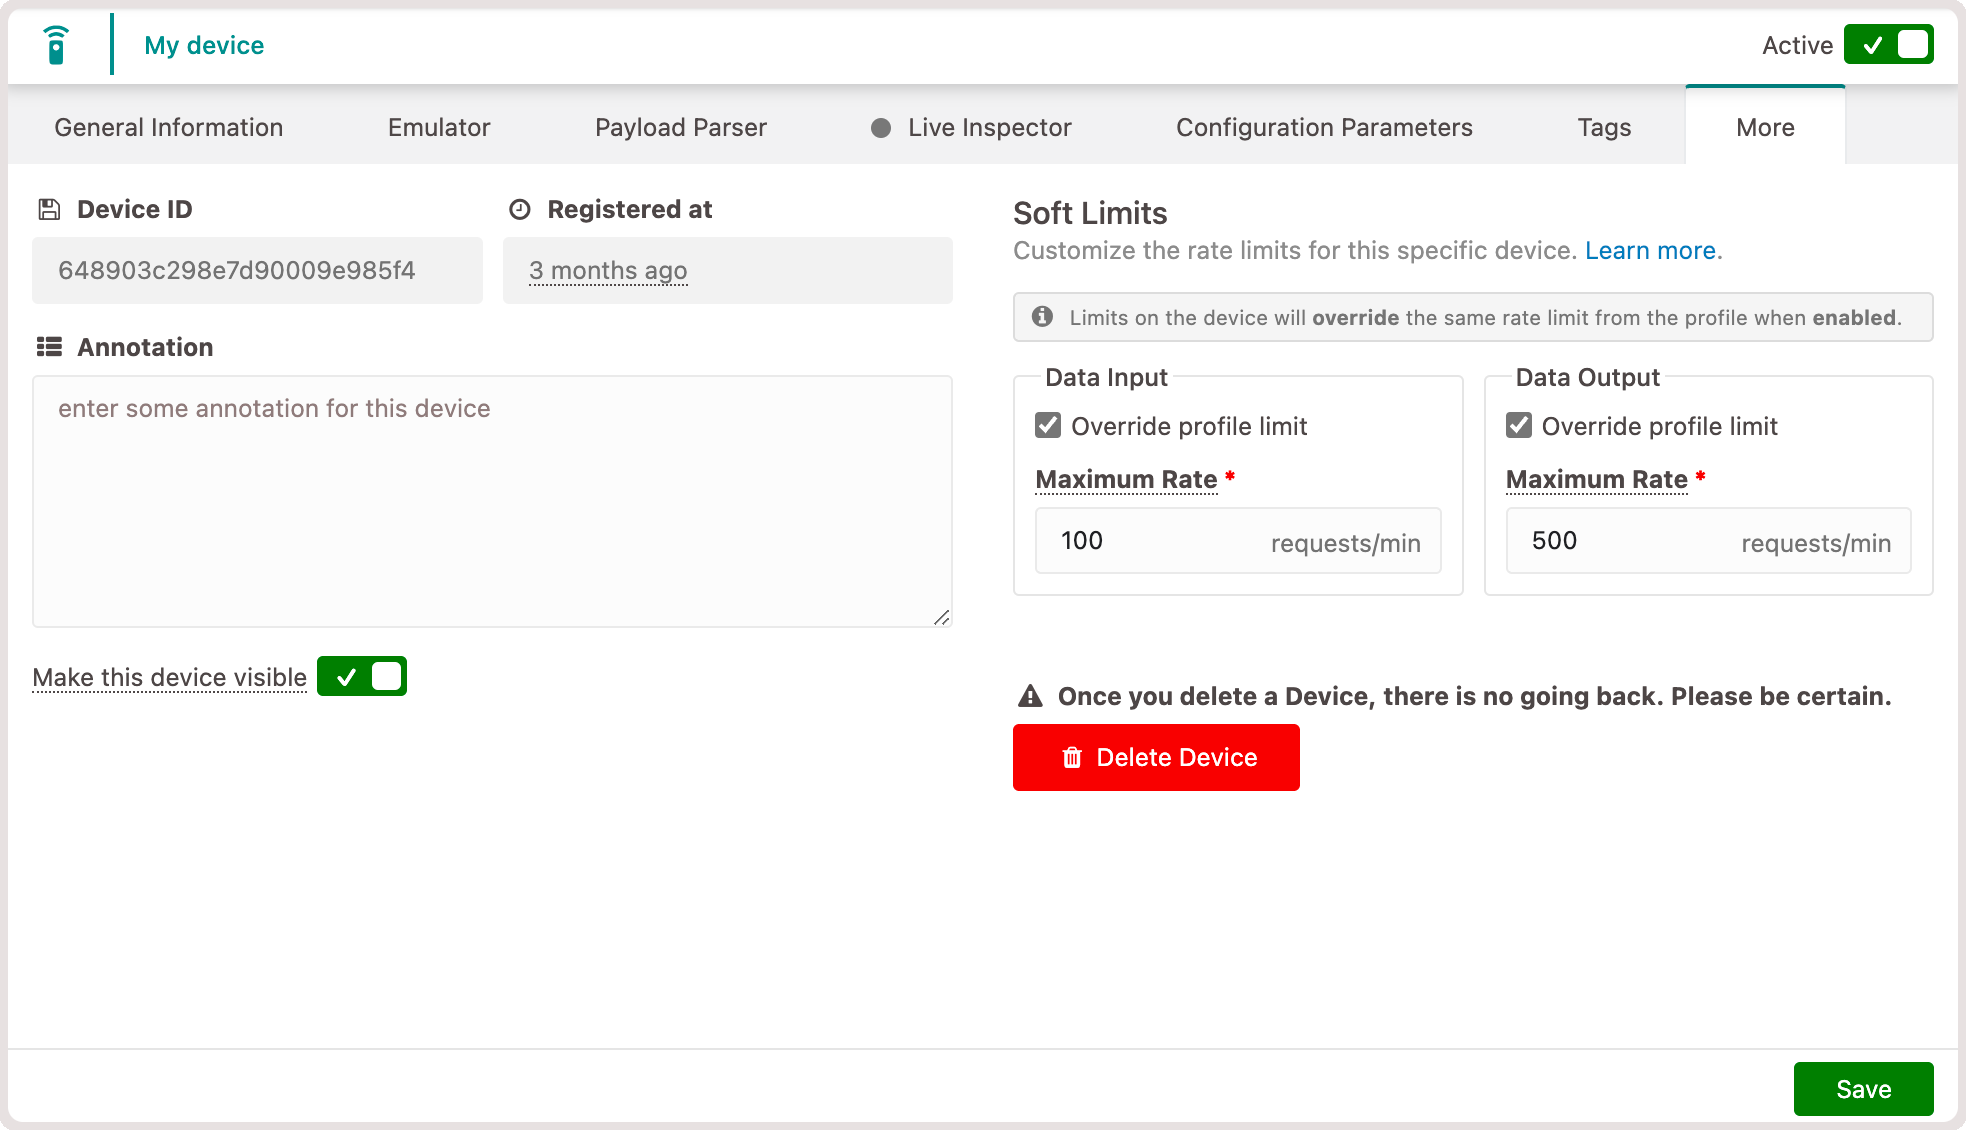 My device
Active
General Information
Emulator
Payload Parser
Live Inspector
Configuration Parameters
Tags
More
Device ID
648903c298e7d90009e985f4
Registered at
3 months ago
Annotation
enter some annotation for this device
Make this device visible
Soft Limits
Customize the rate limits for this specific device. Learn more.
Limits on the device will override the same rate limit from the profile when enabled.
Data Input
Override profile limit
Maximum Rate *
100 requests/min
Data Output
Override profile limit
Maximum Rate *
500 requests/min
Once you delete a Device, there is no going back. Please be certain.
Delete Device
Save